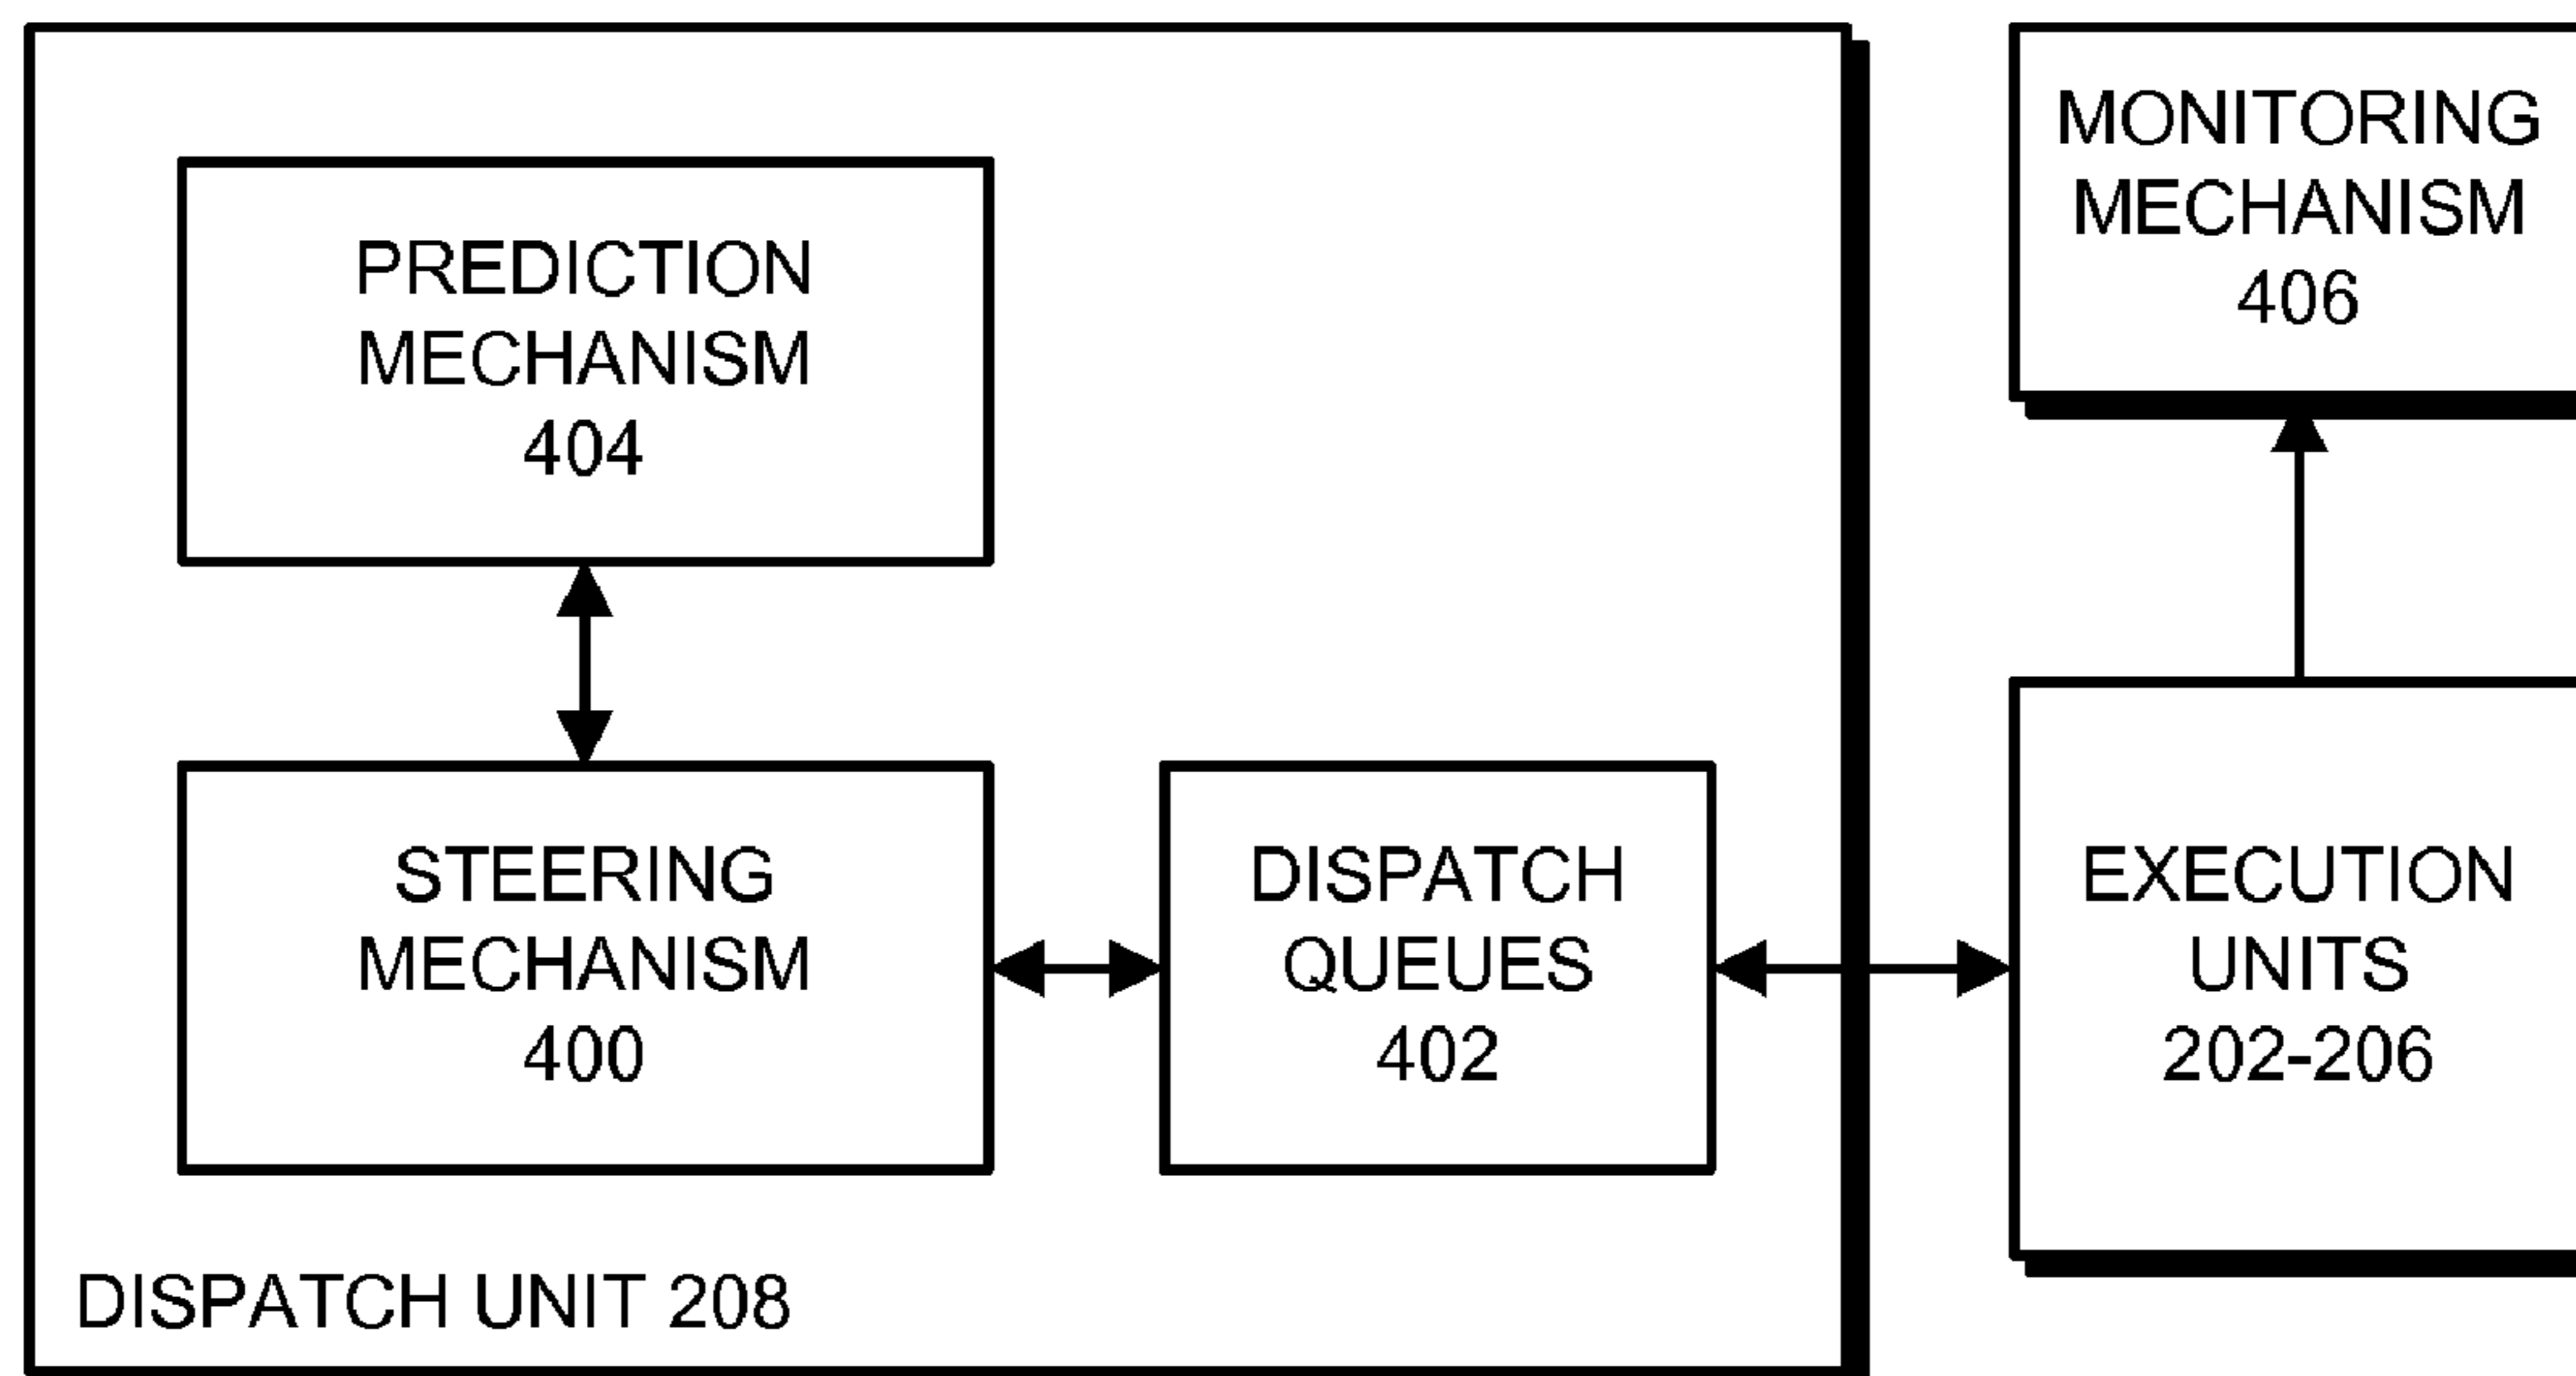 PREDICTION
MECHANISM
404
STEERING
MECHANISM
400
DISPATCH
QUEUES
402
DISPATCH UNIT 208
MONITORING
MECHANISM
406
EXECUTION
UNITS
202-206